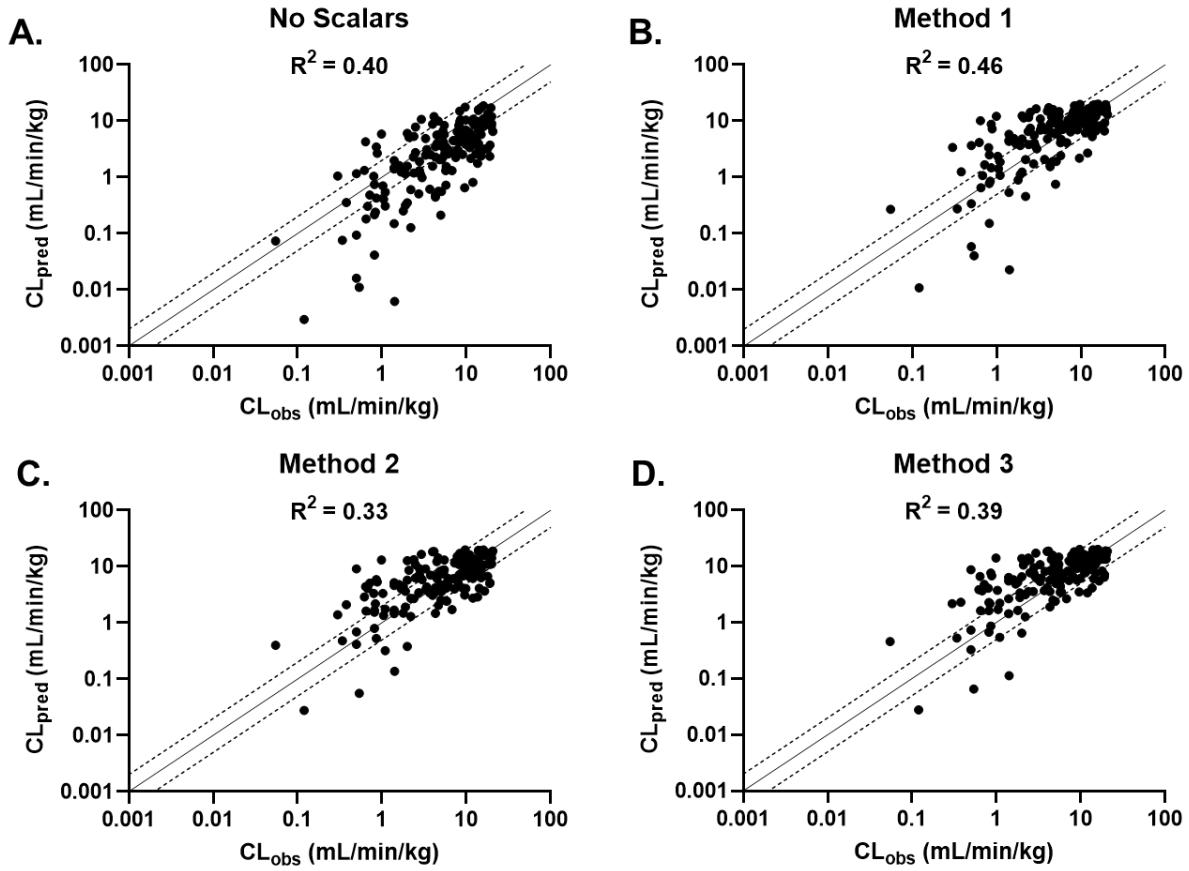 A.
No Scalars
R² = 0.40
100
10
1
0.1
0.01
0.001
CLpred (mL/min/kg)
0.001 0.01 0.1 1 10 100
CLobs (mL/min/kg)
B.
Method 1
R² = 0.46
100
10
1
0.1
0.01
0.001
CLpred (mL/min/kg)
0.001 0.01 0.1 1 10 100
CLobs (mL/min/kg)
C.
Method 2
R² = 0.33
100
10
1
0.1
0.01
0.001
CLpred (mL/min/kg)
0.001 0.01 0.1 1 10 100
CLobs (mL/min/kg)
D.
Method 3
R² = 0.39
100
10
1
0.1
0.01
0.001
CLpred (mL/min/kg)
0.001 0.01 0.1 1 10 100
CLobs (mL/min/kg)